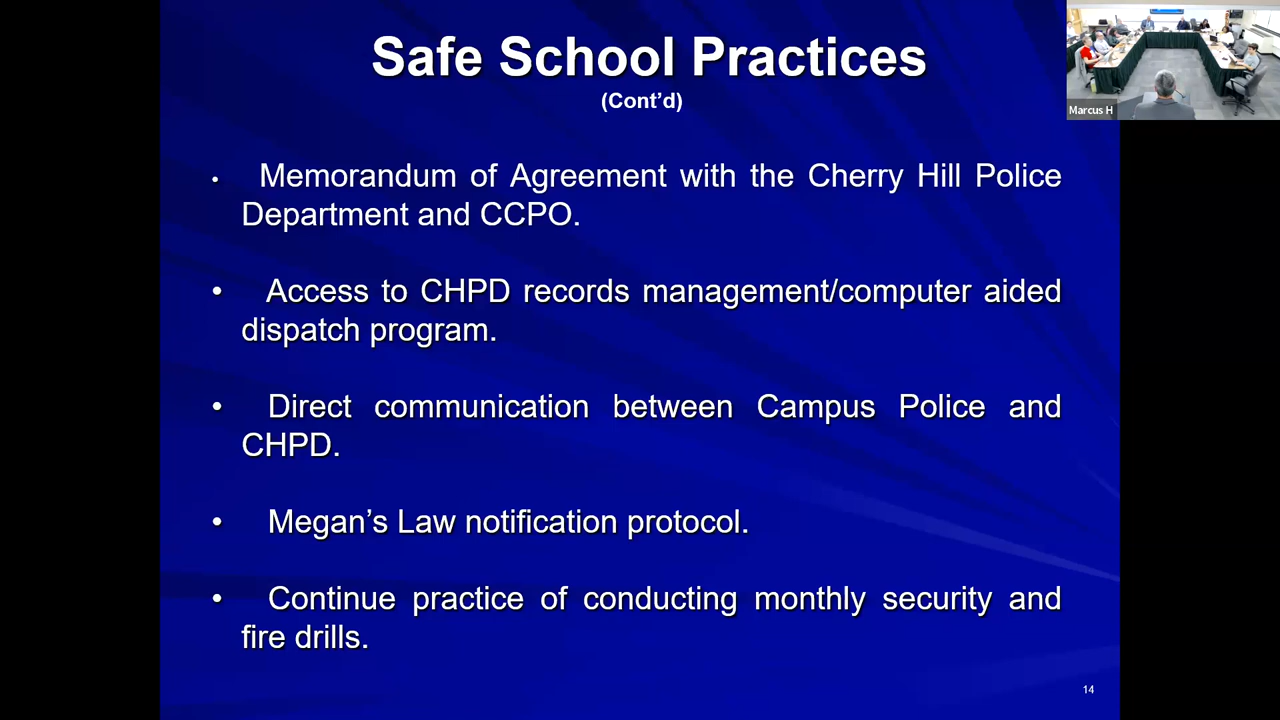 Safe School Practices
(Cont’d)
Marcus H
• Memorandum of Agreement with the Cherry Hill Police
Department and CCPO.
• Access to CHPD records management/computer aided
dispatch program.
• Direct communication between Campus Police and
CHPD.
• Megan’s Law notification protocol.
• Continue practice of conducting monthly security and
fire drills.
14